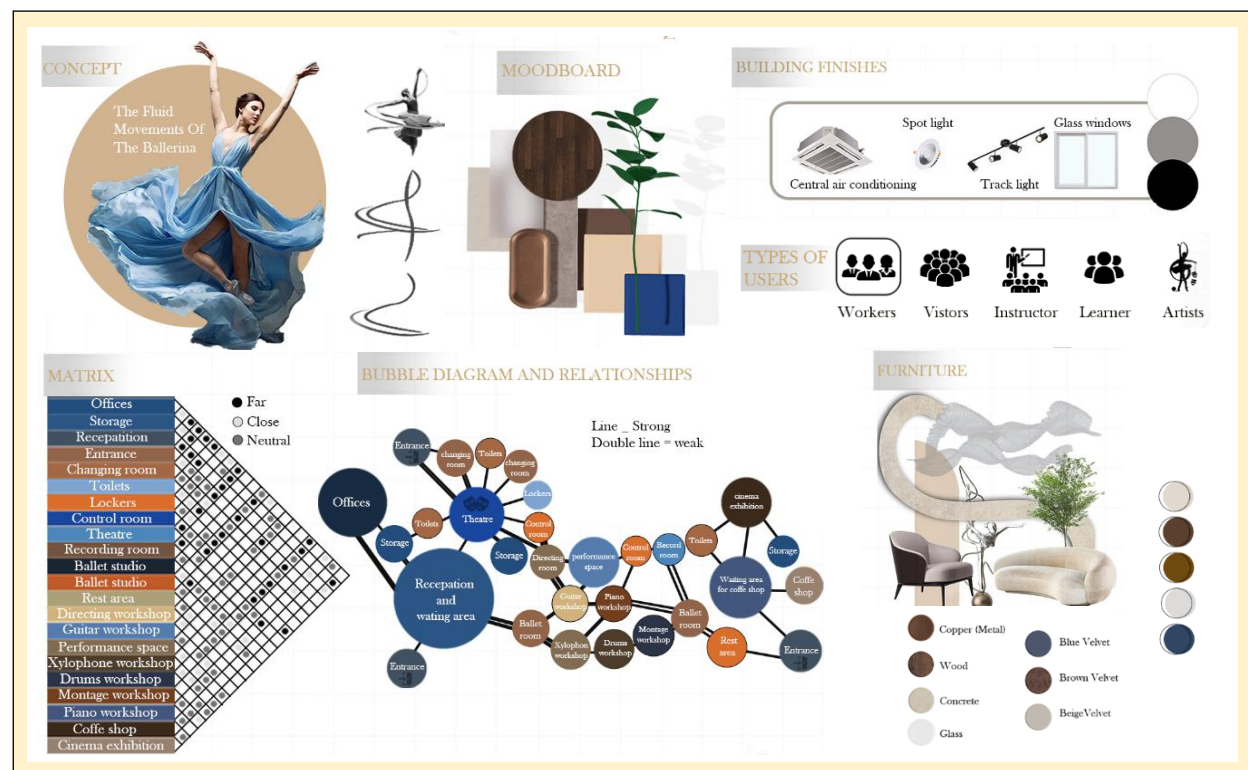 CONCEPT
The Fluid
Movements Of
The Ballerina
MOODBOARD
BUILDING FINISHES
Spot light
Glass windows
Central air conditioning
Track light
TYPES OF
USERS
Workers
Vistors
Instructor
Learner
Artists
MATRIX
Offices
Storage
Recepatition
Entrance
Changing room
Toilets
Lockers
Control room
Theatre
Recording room
Ballet studio
Ballet studio
Rest area
Directing workshop
Guitar workshop
Performance space
Xylophone workshop
Drums workshop
Montage workshop
Piano workshop
Coffe shop
Cinema exhibition
Far
Close
Neutral
BUBBLE DIAGRAM AND RELATIONSHIPS
Line _ Strong
Double line = weak
Entrance
changing
room
Toilets
changing
room
Lockers
Offices
Toilets
Theatre
Control
room
Storage
Storage
Directing
room
performance
space
Control
room
Record
room
Toilets
cinema
exhibition
Storage
Recepation
and
wating area
Guitar
workshop
Piano
workshop
Waiting area
for coffe shop
Coffe
shop
Ballet
room
Xylophon
workshop
Drums
workshop
Montage
workshop
Ballet
room
Rest
area
Entrance
Entrance
FURNITURE
Copper (Metal)
Wood
Concrete
Glass
Blue Velvet
Brown Velvet
BeigeVelvet